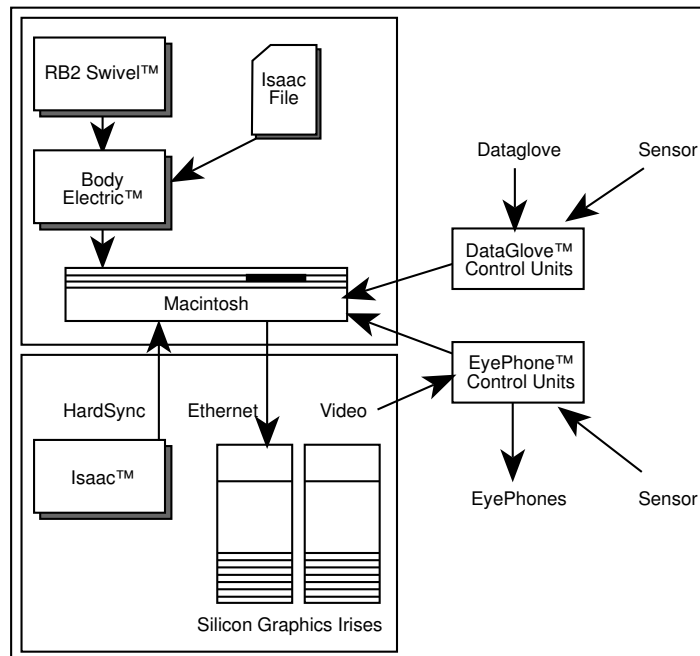 RB2 Swivel™
Isaac
File
Body
Electric™
Dataglove
Sensor
DataGlove™
Control Units
Macintosh
EyePhone™
Control Units
HardSync
Ethernet
Video
Isaac™
EyePhones
Sensor
Silicon Graphics Irises